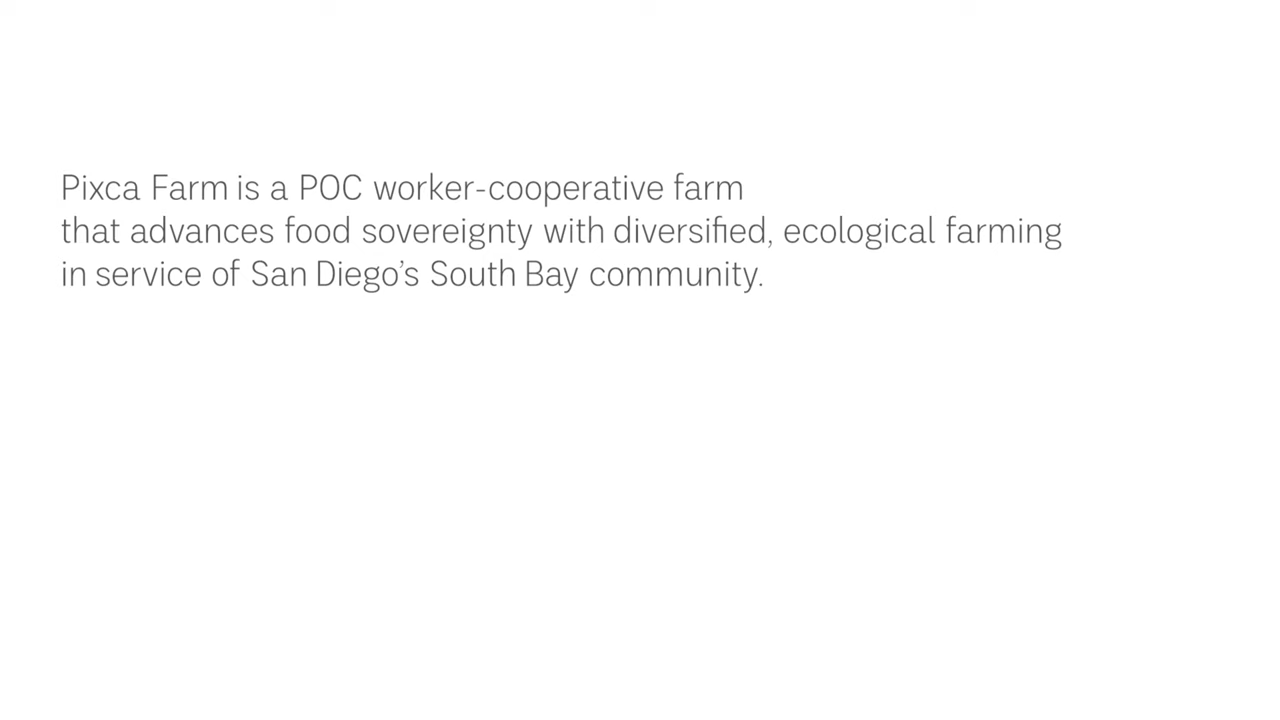 Pixca Farm is a POC worker-cooperative farm
that advances food sovereignty with diversified, ecological farming
in service of San Diego’s South Bay community.